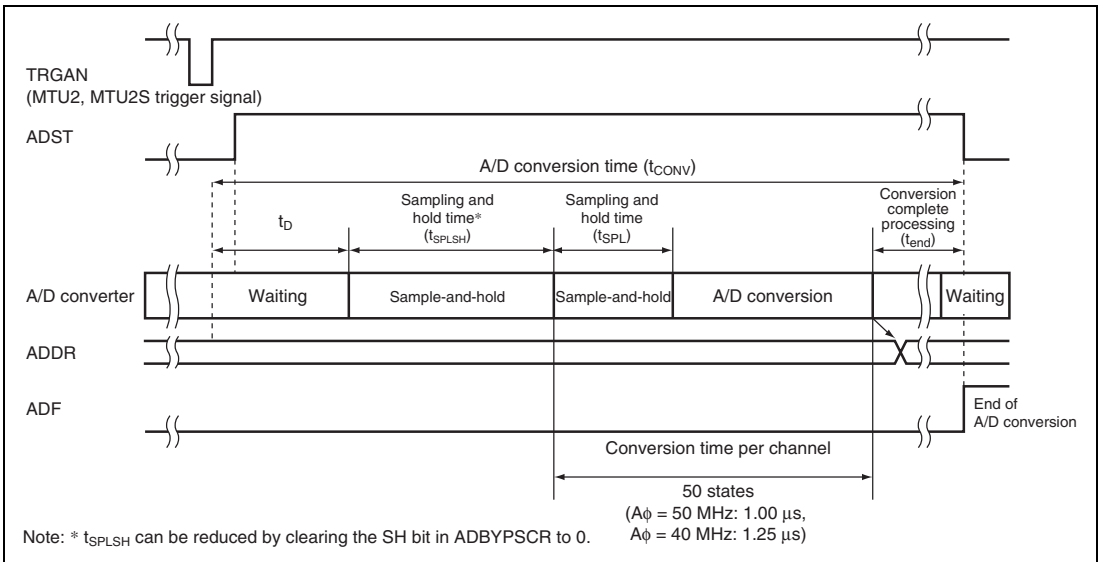 TRGAN
(MTU2, MTU2S trigger signal)
ADST
A/D conversion time (tCONV)
Sampling and
hold time*
(tSPLSH)
Sampling and
hold time
(tSPL)
Conversion
complete
processing
(tend)
tD
A/D converter
Waiting
Sample-and-hold
Sample-and-hold
A/D conversion
Waiting
ADDR
ADF
End of
A/D conversion
Conversion time per channel
50 states
(Aϕ = 50 MHz: 1.00 μs,
Aϕ = 40 MHz: 1.25 μs)
Note: * tSPLSH can be reduced by clearing the SH bit in ADBYPSCR to 0.